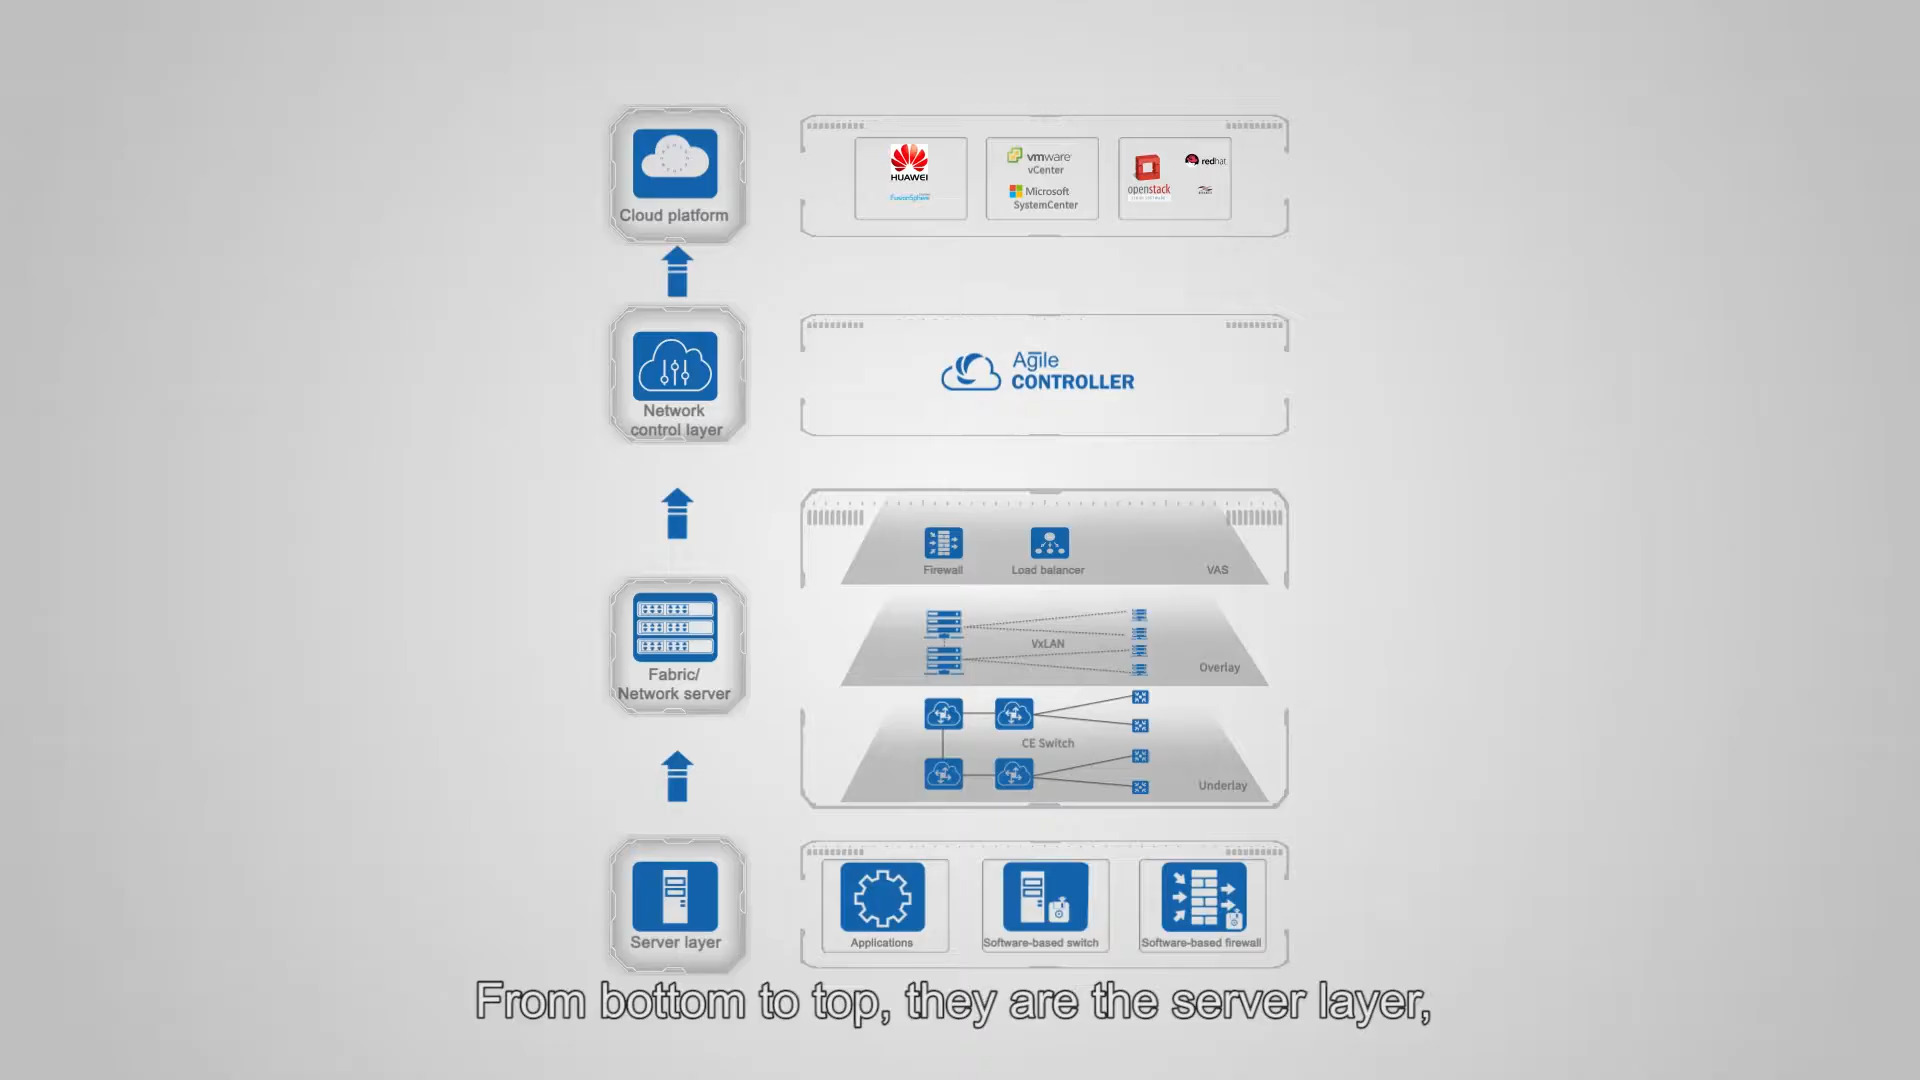 Cloud platform
HUAWEI
FusionSphere
vmware
vCenter
Microsoft
SystemCenter
openstack
redhat
Network
control layer
Agile
CONTROLLER
Firewall
Load balancer
VAS
VxLAN
Overlay
Fabric/
Network server
CE Switch
Underlay
Server layer
Applications
Software-based switch
Software-based firewall
From bottom to top, they are the server layer,